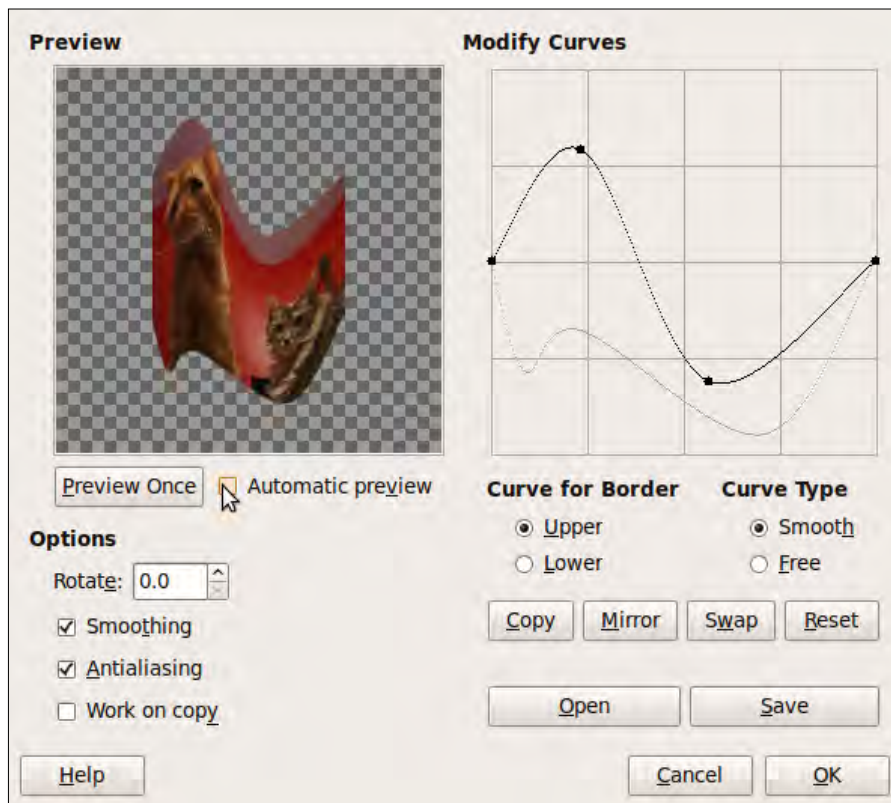 Preview
Modify Curves
Preview Once
Automatic preview
Curve for Border
Curve Type
Upper
Smooth
Lower
Free
Options
Rotate: 0.0
Smoothing
Antialiasing
Work on copy
Copy
Mirror
Swap
Reset
Open
Save
Help
Cancel
OK